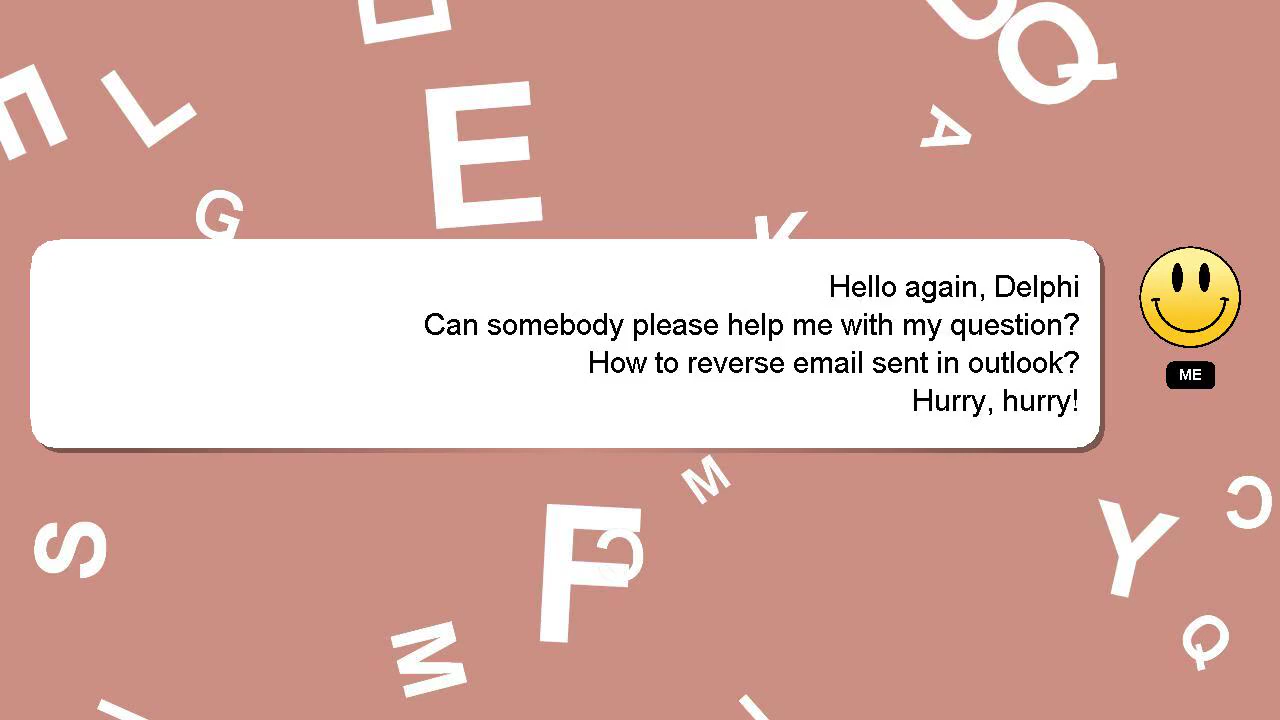 Hello again, Delphi
Can somebody please help me with my question?
How to reverse email sent in outlook?
Hurry, hurry!
ME
E
L
G
E
K
Q
A
M
S
F
G
M
Y
C
Q